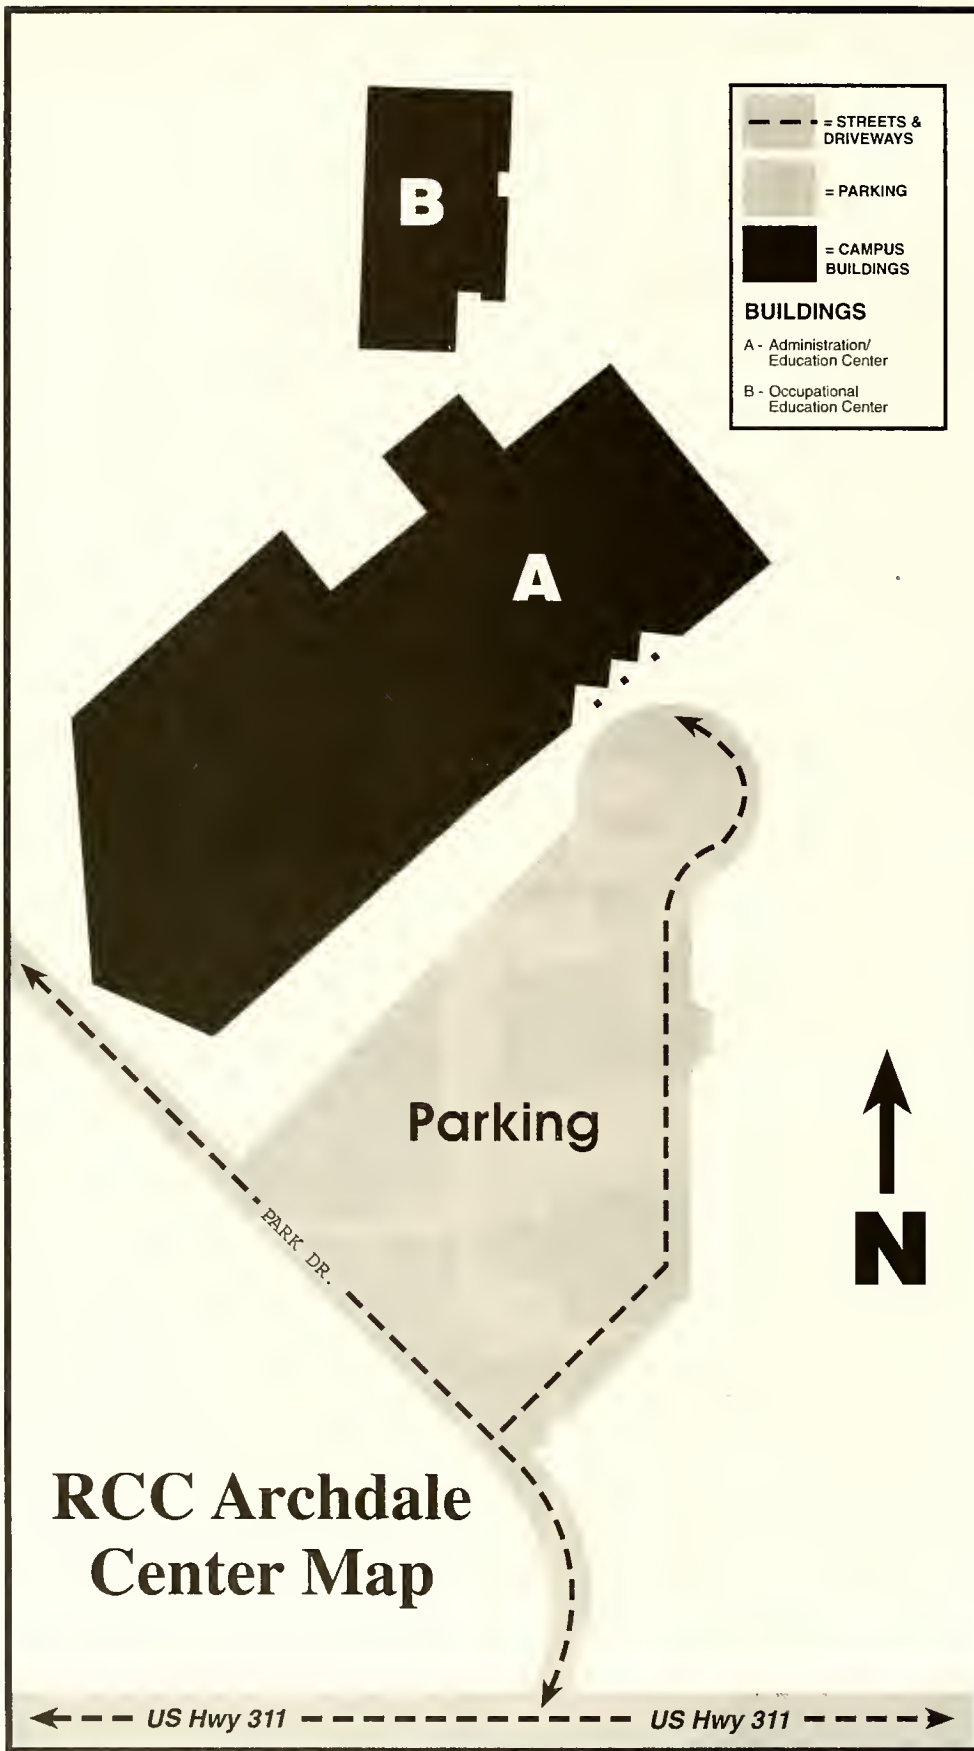 = STREETS &
DRIVEWAYS
= PARKING
= CAMPUS
BUILDINGS
BUILDINGS
A - Administration/
Education Center
B - Occupational
Education Center
B
A
Parking
N
PARK DR.
RCC Archdale
Center Map
US Hwy 311
US Hwy 311